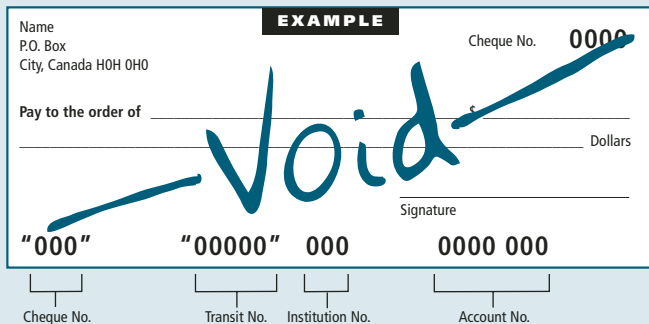 EXAMPLE
Name
P.O. Box
City, Canada H0H 0H0
Cheque No. 0000
Pay to the order of $
Dollars
Void
Signature
"000" "00000" 000 0000 000
Cheque No. Transit No. Institution No. Account No.